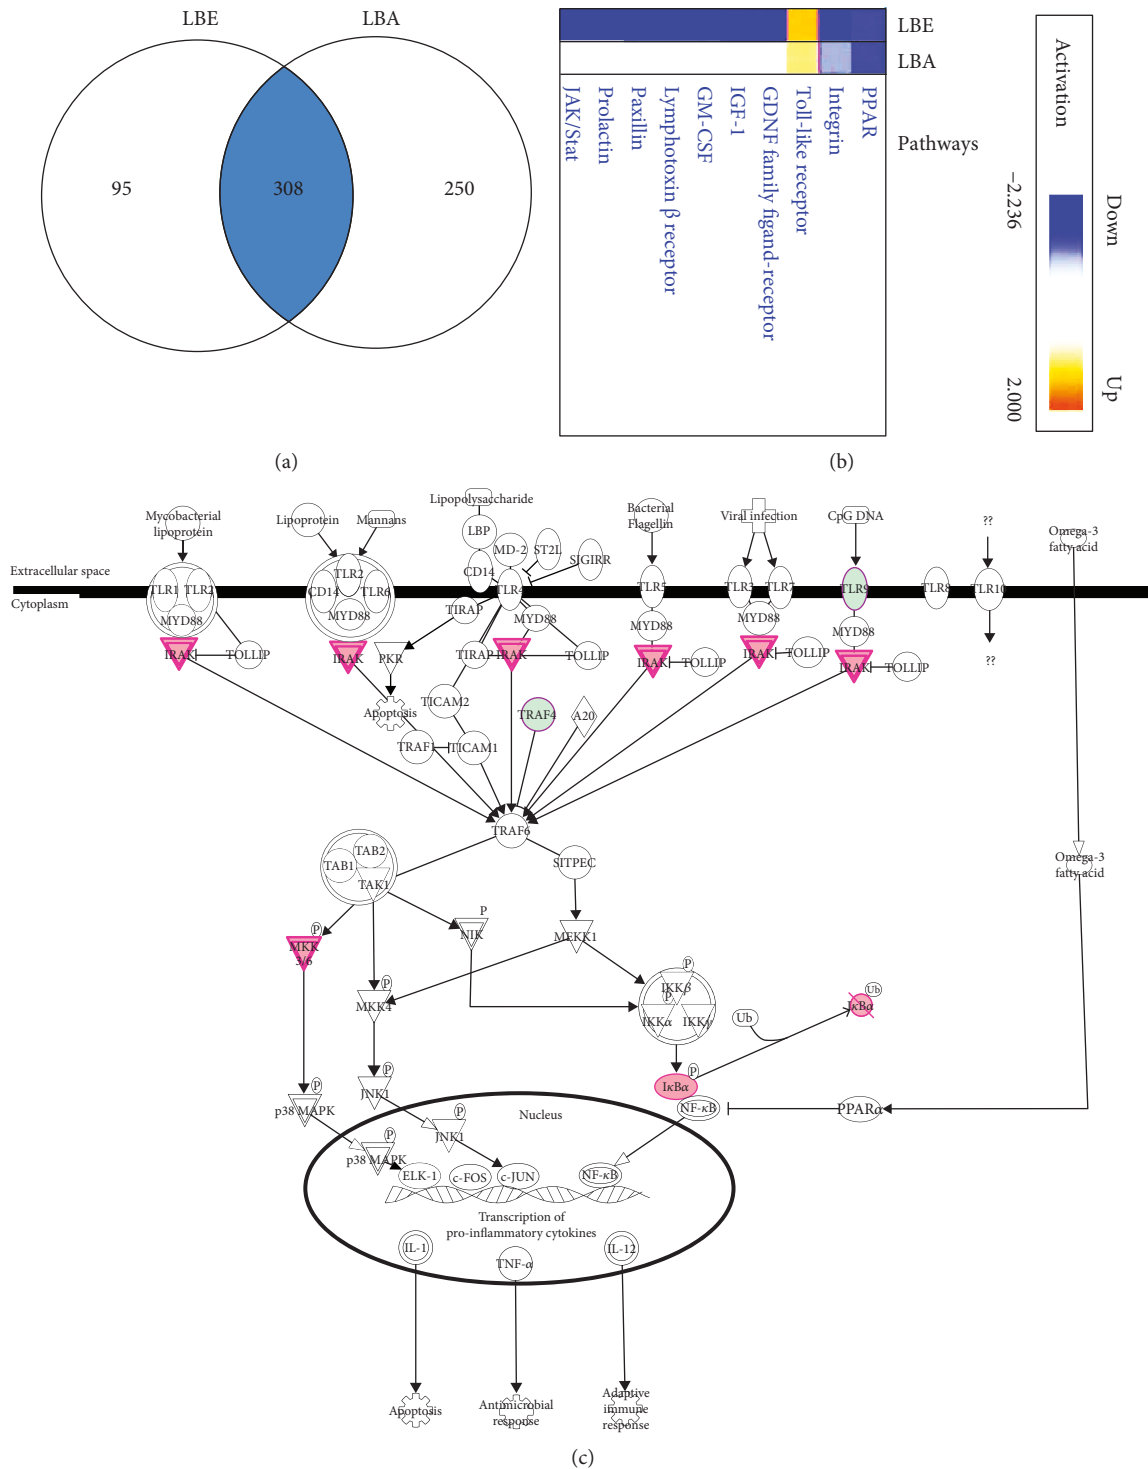 LBE
LBA
95
308
250
(a)
LBE
LBA
Pathways
JAK/Stat
Prolactin
Paxillin
Lymphotoxin β receptor
GM-CSF
IGF-1
GDNF family figand-receptor
Toll-like receptor
Integrin
PPAR
Activation
−2.236
2.000
Down
Up
(b)
Extracellular space
Cytoplasm
Mycobacterial
lipoprotein
Lipoprotein
Mannans
Lipopolysaccharide
LBP
MD-2
ST2L
SIGIRR
CD14
Bacterial
Flagellin
Viral infection
CpG DNA
??
Omega-3
fatty acid
TLR1
TLR2
MYD88
IRAK
TOLLIP
TLR2
CD14
TLR6
MYD88
IRAK
PKR
Apoptosis
TLR4
TIRAP
MYD88
TIRAP
IRAK
TOLLIP
TICAM2
TRAF1
TICAM1
TRAF4
A20
TLR5
MYD88
IRAK
TOLLIP
TLR3
TLR7
MYD88
IRAK
TOLLIP
TLR9
MYD88
IRAK
TOLLIP
TLR8
TLR10
??
TRAF6
TAB2
TAB1
TAK1
SITPEC
Omega-3
fatty acid
P
MKK
3/6
P
NIK
MEKK1
P
MKK4
P
IKKβ
P
IKKα
IKKγ
Ub
Ub
IκBα
P
IκBα
NF-κB
PPARα
P
p38 MAPK
P
JNK1
Nucleus
P
JNK1
P
p38 MAPK
ELK-1
c-FOS
c-JUN
NF-κB
Transcription of
pro-inflammatory cytokines
IL-1
TNF-α
IL-12
Apoptosis
Antimicrobial
response
Adaptive
immune
response
(c)